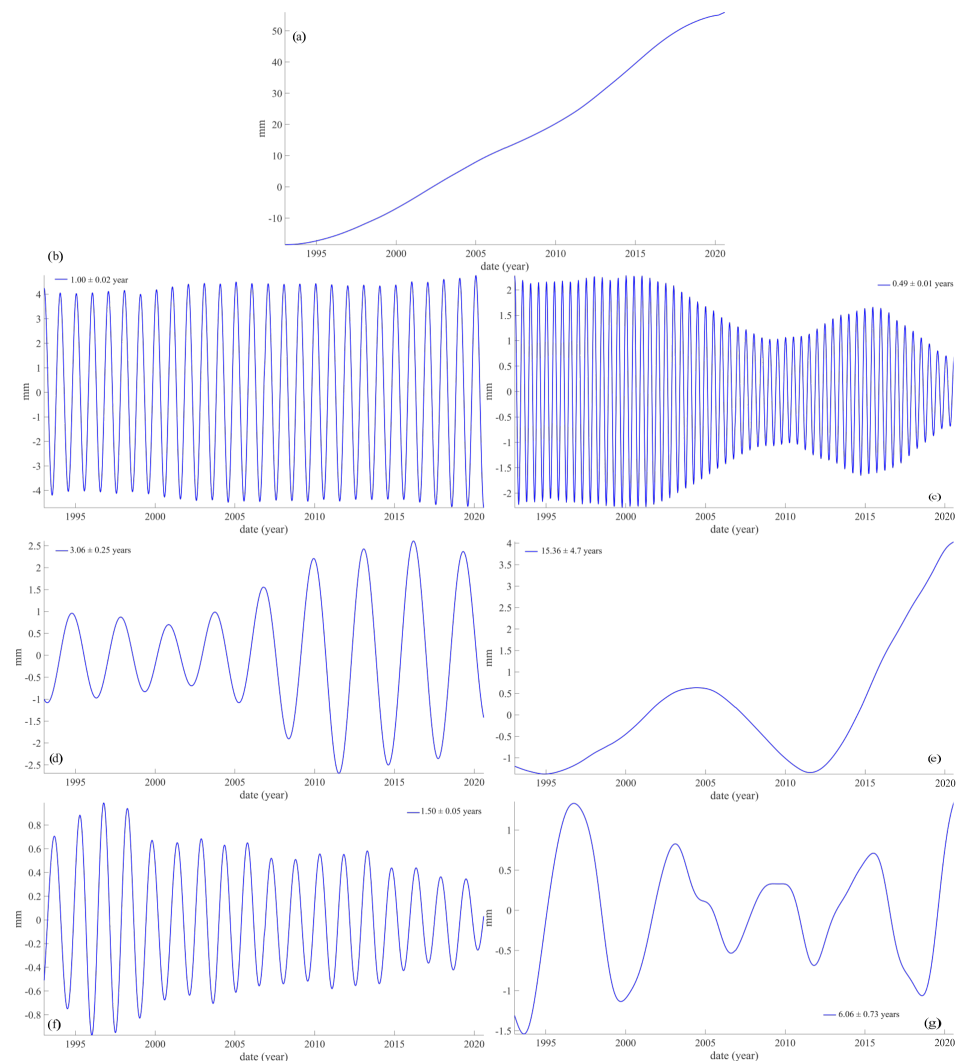 (a)
50
40
30
20
10
0
-10
mm
1995 2000 2005 2010 2015 2020
date (year)
(b)
1.00 ± 0.02 year
4
3
2
1
0
-1
-2
-3
-4
mm
1995 2000 2005 2010 2015 2020
date (year)
0.49 ± 0.01 years
2
1.5
1
0.5
0
-0.5
-1
-1.5
-2
mm
(c)
1995 2000 2005 2010 2015 2020
date (year)
3.06 ± 0.25 years
2.5
2
1.5
1
0.5
0
-0.5
-1
-1.5
-2
-2.5
mm
(d)
1995 2000 2005 2010 2015 2020
date (year)
15.36 ± 4.7 years
4
3.5
3
2.5
2
1.5
1
0.5
0
-0.5
-1
mm
(e)
1995 2000 2005 2010 2015 2020
date (year)
1.50 ± 0.05 years
0.8
0.6
0.4
0.2
0
-0.2
-0.4
-0.6
-0.8
mm
(f)
1995 2000 2005 2010 2015 2020
date (year)
1
0.5
0
-0.5
-1
-1.5
mm
6.06 ± 0.73 years
(g)
1995 2000 2005 2010 2015 2020
date (year)